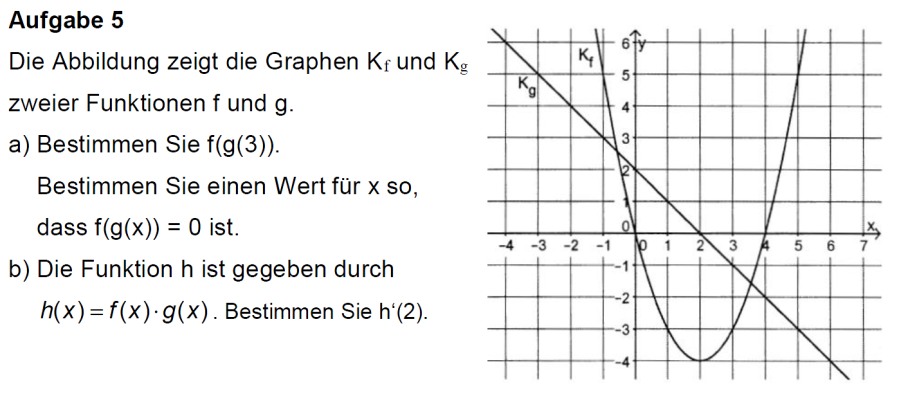 Aufgabe 5
Die Abbildung zeigt die Graphen Kf und Kg
zweier Funktionen f und g.
a) Bestimmen Sie f(g(3)).
Bestimmen Sie einen Wert für x so,
dass f(g(x)) = 0 ist.
b) Die Funktion h ist gegeben durch
h(x) = f(x)·g(x). Bestimmen Sie h‘(2).
Kf
Kg
y
6
5
4
3
2
1
0
-4 -3 -2 -1 0 1 2 3 4 5 6 7 x
-1
-2
-3
-4